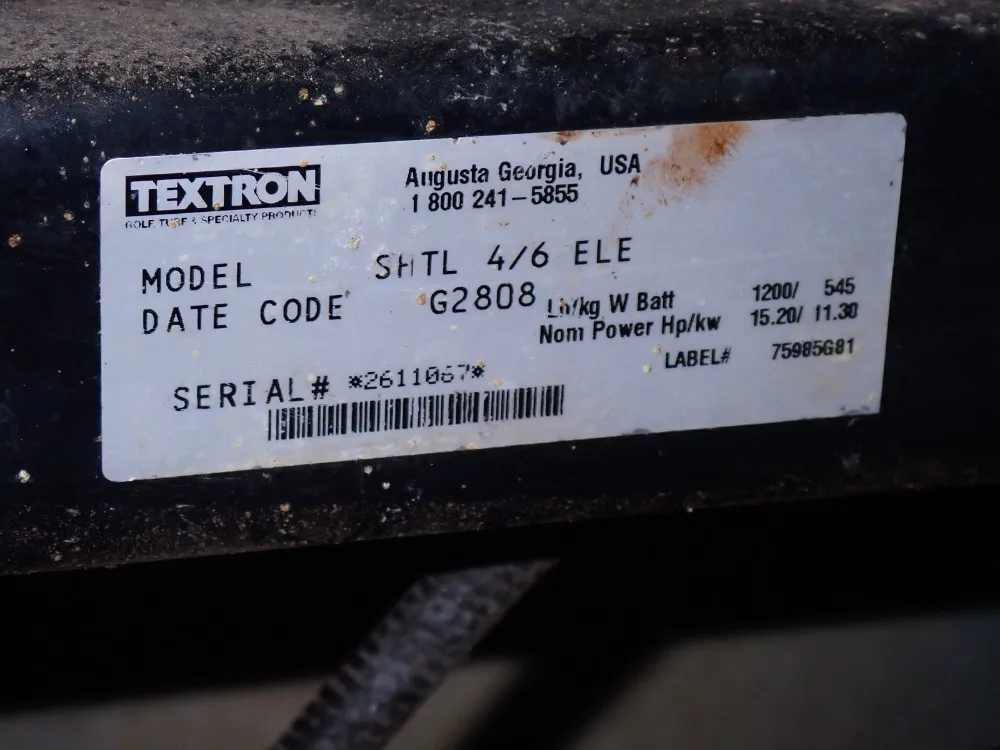 TEXTRON
GOLF, TURF & SPECIALTY PRODUCTS
Augusta Georgia, USA
1 800 241-5855
MODEL SHTL 4/6 ELE
DATE CODE G2808
Lb/kg W Batt 1200/ 545
Nom Power Hp/kw 15.20/ 11.30
LABEL# 75985G81
SERIAL# *2611067*